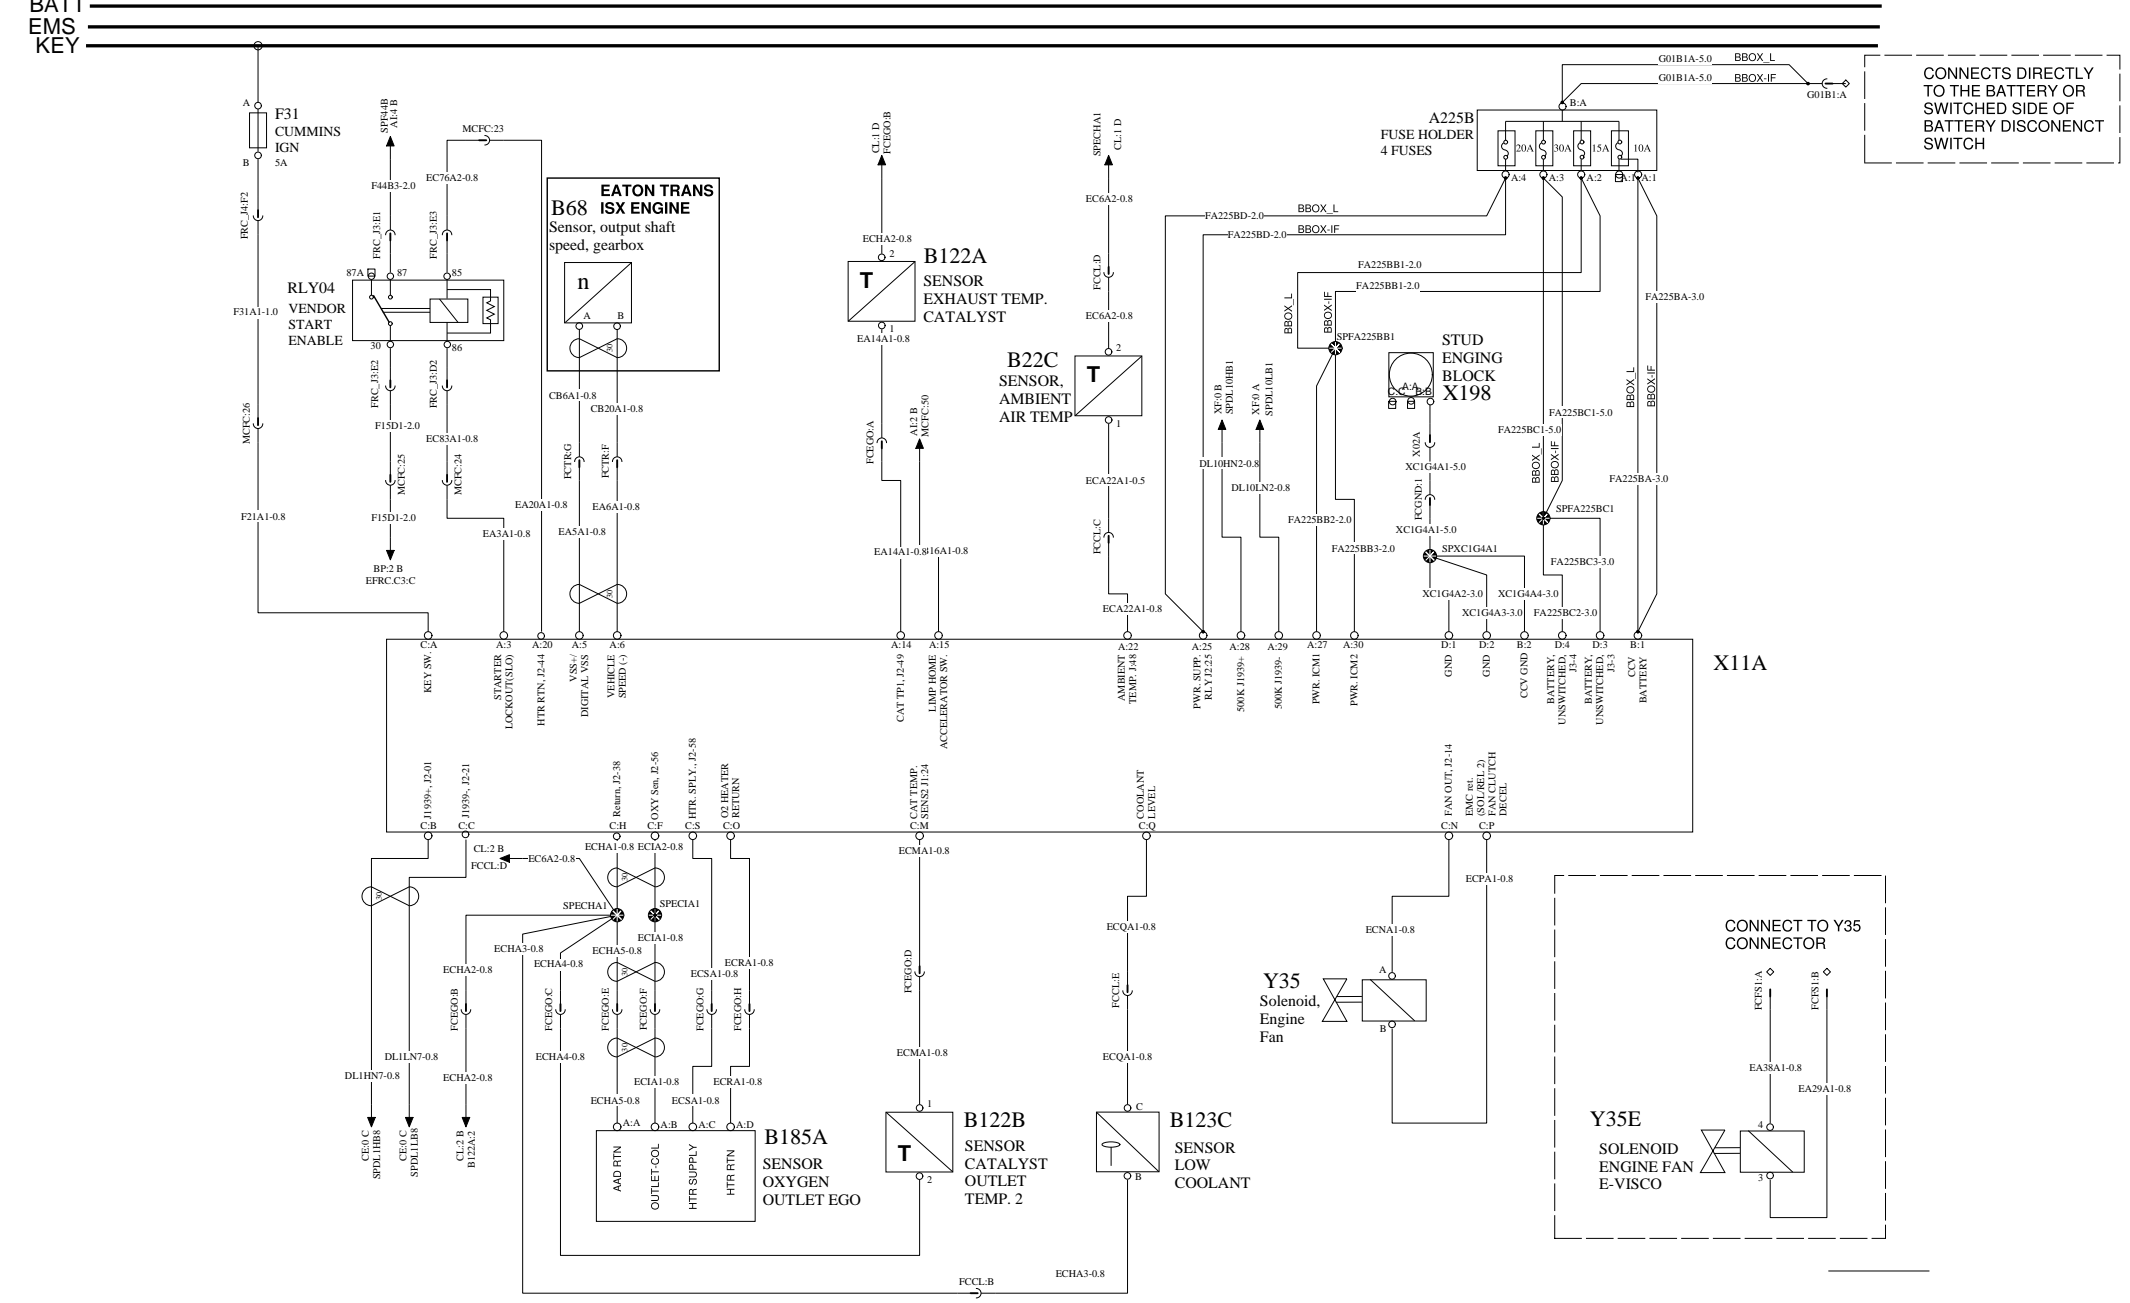 BATT
EMS
KEY
A
F31
CUMMINS
IGN
B
5A
FRC_J4:F2
F31A1-1.0
MCFC:26
F21A1-0.8
SPF44B
A1:4 B
F44B3-2.0
FRC_J3:E1
MCFC:23
EC76A2-0.8
FRC_J3:E3
87A
87
85
RLY04
VENDOR
START
ENABLE
30
86
FRC_J3:E2
FRC_J3:D2
F15D1-2.0
EC83A1-0.8
MCFC:25
MCFC:24
F15D1-2.0
BP:2 B
EFRC.C3:C
EA3A1-0.8
EA20A1-0.8
EATON TRANS
ISX ENGINE
B68
Sensor, output shaft
speed, gearbox
n
A
B
30
CB6A1-0.8
CB20A1-0.8
FCTR:G
FCTR:F
EA5A1-0.8
EA6A1-0.8
30
CL:1 D
FCEGO:B
ECHA2-0.8
2
T
1
B122A
SENSOR
EXHAUST TEMP.
CATALYST
EA14A1-0.8
FCEGO:A
AI:2 B
MCFC:50
EA14A1-0.8
16A1-0.8
SPECHA1
CL:1 D
EC6A2-0.8
FCCL:D
EC6A2-0.8
2
T
1
B22C
SENSOR,
AMBIENT
AIR TEMP
ECA22A1-0.5
FCCL:C
ECA22A1-0.8
G01B1A-5.0
BBOX_L
G01B1A-5.0
BBOX-IF
G01B1:A
CONNECTS DIRECTLY
TO THE BATTERY OR
SWITCHED SIDE OF
BATTERY DISCONENCT
SWITCH
B:A
A225B
FUSE HOLDER
4 FUSES
20A
30A
15A
10A
A:4
A:3
A:2
A:1
A:1
FA225BD-2.0
BBOX_L
FA225BD-2.0
BBOX-IF
FA225BB1-2.0
FA225BB1-2.0
BBOX_L
BBOX-IF
SPFA225BB1
FA225BA-3.0
STUD
ENGING
BLOCK
X198
A:A
C:C
B:B
X02A
XC1G4A1-5.0
FCGND:1
XC1G4A1-5.0
SPXC1G4A1
XF:0 B
SPDL10HB1
XF:0 A
SPDL10LB1
DL10HN2-0.8
DL10LN2-0.8
FA225BB2-2.0
FA225BB3-2.0
FA225BC1-5.0
FA225BC1-5.0
BBOX_L
BBOX-IF
BBOX_L
BBOX-IF
FA225BA-3.0
SPFA225BC1
FA225BC3-3.0
XC1G4A2-3.0
XC1G4A4-3.0
XC1G4A3-3.0
FA225BC2-3.0
C:A
A:3
A:20
A:5
A:6
A:14
A:15
A:22
A:25
A:28
A:29
A:27
A:30
D:1
D:2
B:2
D:4
D:3
B:1
X11A
KEY SW.
STARTER
LOCKOUT(SLO)
HTR RTN, J2-44
VSS+/
DIGITAL VSS
VEHICLE
SPEED (-)
CAT TP1, J2-49
LIMP HOME
ACCELERATOR SW.
AMBIENT
TEMP. J:48
PWR. SUPP.
RLY J2:25
500K J1939+
500K J1939-
PWR. ICM1
PWR. ICM2
GND
GND
CCV GND
BATTERY,
UNSWITCHED,
J3-4
BATTERY,
UNSWITCHED,
J3-3
CCV
BATTERY
J1939+, J2-01
J1939-, J2-21
Return, J2-38
OXY Sen, J2-56
HTR. SPLY., J2-58
O2 HEATER
RETURN
CAT TEMP.
SENS2 J1:24
COOLANT
LEVEL
FAN OUT, J2-14
EMC ret.
(SOL/REL 2)
FAN CLUTCH
DECEL
C:B
C:C
C:H
C:F
C:S
C:O
C:M
C:Q
C:N
C:P
CL:2 B
FCCL:D
EC6A2-0.8
ECHA1-0.8
ECIA2-0.8
30
30
SPECHA1
SPECIA1
ECHA3-0.8
ECHA5-0.8
ECIA1-0.8
ECHA2-0.8
ECHA4-0.8
30
ECSA1-0.8
ECRA1-0.8
FCEGO:B
FCEGO:C
FCEGO:E
FCEGO:F
FCEGO:G
FCEGO:H
30
DL1LN7-0.8
DL1HN7-0.8
ECHA2-0.8
ECHA4-0.8
ECIA1-0.8
ECRA1-0.8
ECHA5-0.8
ECSA1-0.8
CE:0 C
SPDL1HB8
CE:0 C
SPDL1LB8
CL:2 B
B122A:2
A:A
A:B
A:C
A:D
AAD RTN
OUTLET-COL
HTR SUPPLY
HTR RTN
B185A
SENSOR
OXYGEN
OUTLET EGO
ECMA1-0.8
FCEGO:D
ECMA1-0.8
1
T
2
B122B
SENSOR
CATALYST
OUTLET
TEMP. 2
ECQA1-0.8
FCCL:E
ECQA1-0.8
C
B
B123C
SENSOR
LOW
COOLANT
FCCL:B
ECHA3-0.8
ECPA1-0.8
ECNA1-0.8
A
B
Y35
Solenoid,
Engine
Fan
CONNECT TO Y35
CONNECTOR
FCFS1:A
FCFS1:B
EA38A1-0.8
EA29A1-0.8
Y35E
SOLENOID
ENGINE FAN
E-VISCO
4
3